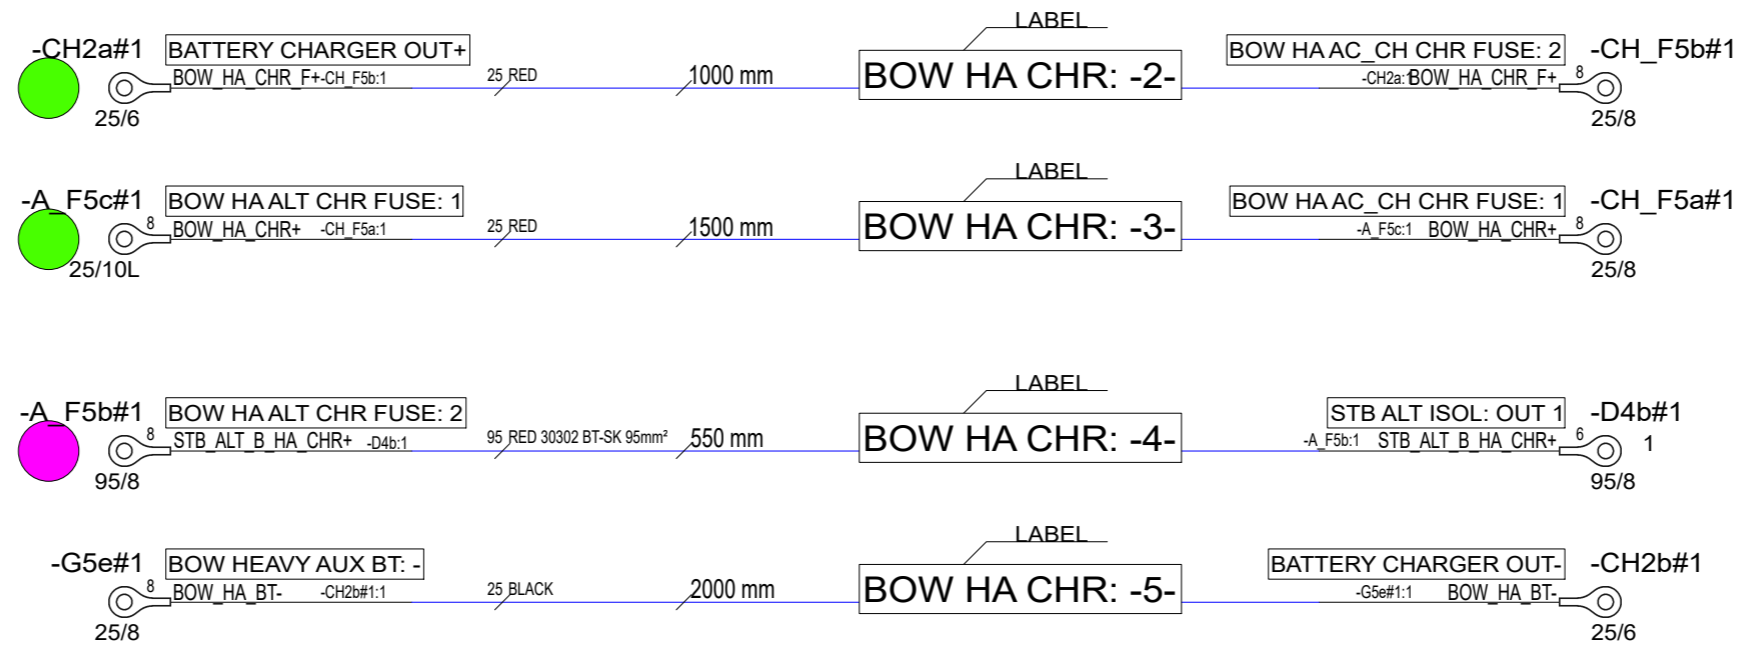 LABEL
-CH2a#1 BATTERY CHARGER OUT+ BOW HA AC_CH CHR FUSE: 2 -CH_F5b#1
BOW_HA_CHR_F+ -CH_F5b:1 25 RED 1000 mm BOW HA CHR: -2- -CH2a:1 BOW_HA_CHR_F+ 8
25/6 25/8
LABEL
-A_F5c#1 BOW HA ALT CHR FUSE: 1 BOW HA AC_CH CHR FUSE: 1 -CH_F5a#1
8 BOW_HA_CHR+ -CH_F5a:1 25 RED 1500 mm BOW HA CHR: -3- -A_F5c:1 BOW_HA_CHR+ 8
25/10L 25/8
LABEL
-A_F5b#1 BOW HA ALT CHR FUSE: 2 STB ALT ISOL: OUT 1 -D4b#1
8 STB_ALT_B_HA_CHR+ -D4b:1 95 RED 30302 BT-SK 95mm² 550 mm BOW HA CHR: -4- -A_F5b:1 STB_ALT_B_HA_CHR+ 6 1
95/8 95/8
LABEL
-G5e#1 BOW HEAVY AUX BT: - BATTERY CHARGER OUT- -CH2b#1
8 BOW_HA_BT- -CH2b#1:1 25 BLACK 2000 mm BOW HA CHR: -5- -G5e#1:1 BOW_HA_BT-
25/8 25/6